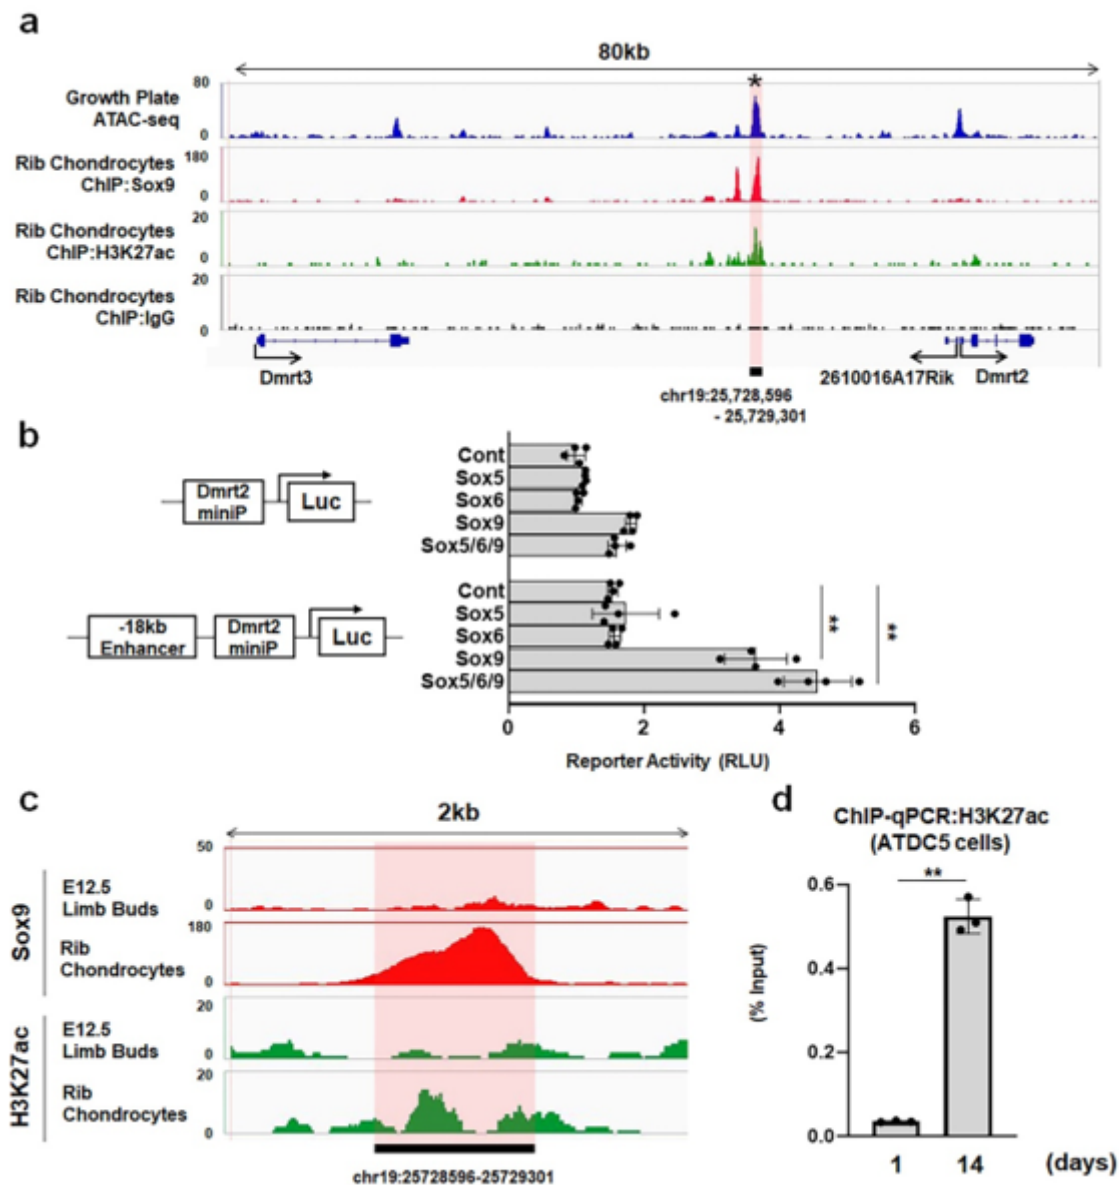 a
80kb
*
Growth Plate
ATAC-seq
80
0
Rib Chondrocytes
ChIP:Sox9
180
0
Rib Chondrocytes
ChIP:H3K27ac
20
0
Rib Chondrocytes
ChIP:IgG
20
0
Dmrt3
2610016A17Rik
Dmrt2
chr19:25,728,596
- 25,729,301
b
Dmrt2
miniP
Luc
Cont
Sox5
Sox6
Sox9
Sox5/6/9
-18kb
Enhancer
Dmrt2
miniP
Luc
Cont
Sox5
Sox6
Sox9
Sox5/6/9
**
**
0
2
4
6
Reporter Activity (RLU)
c
2kb
Sox9
E12.5
Limb Buds
50
0
Rib
Chondrocytes
180
0
H3K27ac
E12.5
Limb Buds
20
0
Rib
Chondrocytes
20
0
chr19:25728596-25729301
d
ChIP-qPCR:H3K27ac
(ATDC5 cells)
**
(% Input)
0.6
0.4
0.2
0.0
1
14
(days)